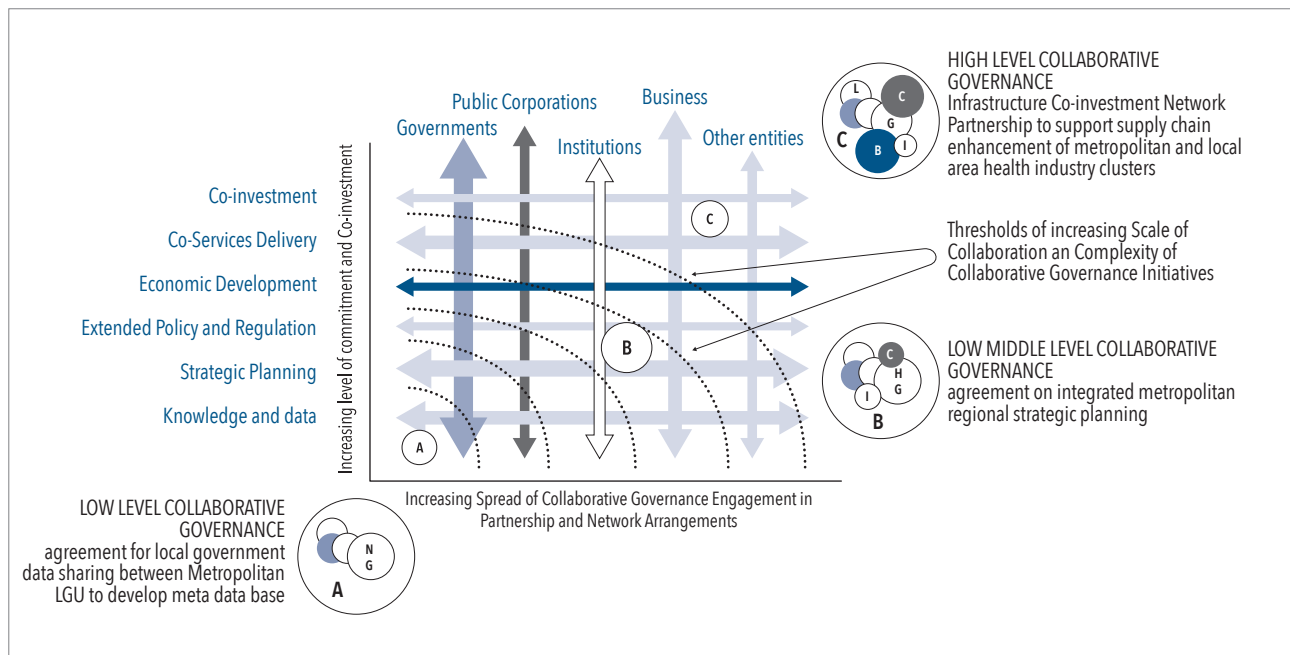 HIGH LEVEL COLLABORATIVE
GOVERNANCE
Infrastructure Co-investment Network
Partnership to support supply chain
enhancement of metropolitan and local
area health industry clusters
L
C
G
C
B
I
Business
Public Corporations
Governments
Institutions
Other entities
Increasing level of commitment and Co-investment
Co-investment
Co-Services Delivery
Economic Development
Extended Policy and Regulation
Strategic Planning
Knowledge and data
C
B
A
Thresholds of increasing Scale of
Collaboration an Complexity of
Collaborative Governance Initiatives
LOW MIDDLE LEVEL COLLABORATIVE
GOVERNANCE
agreement on integrated metropolitan
regional strategic planning
C
H
G
I
B
Increasing Spread of Collaborative Governance Engagement in
Partnership and Network Arrangements
LOW LEVEL COLLABORATIVE
GOVERNANCE
agreement for local government
data sharing between Metropolitan
LGU to develop meta data base
N
G
A